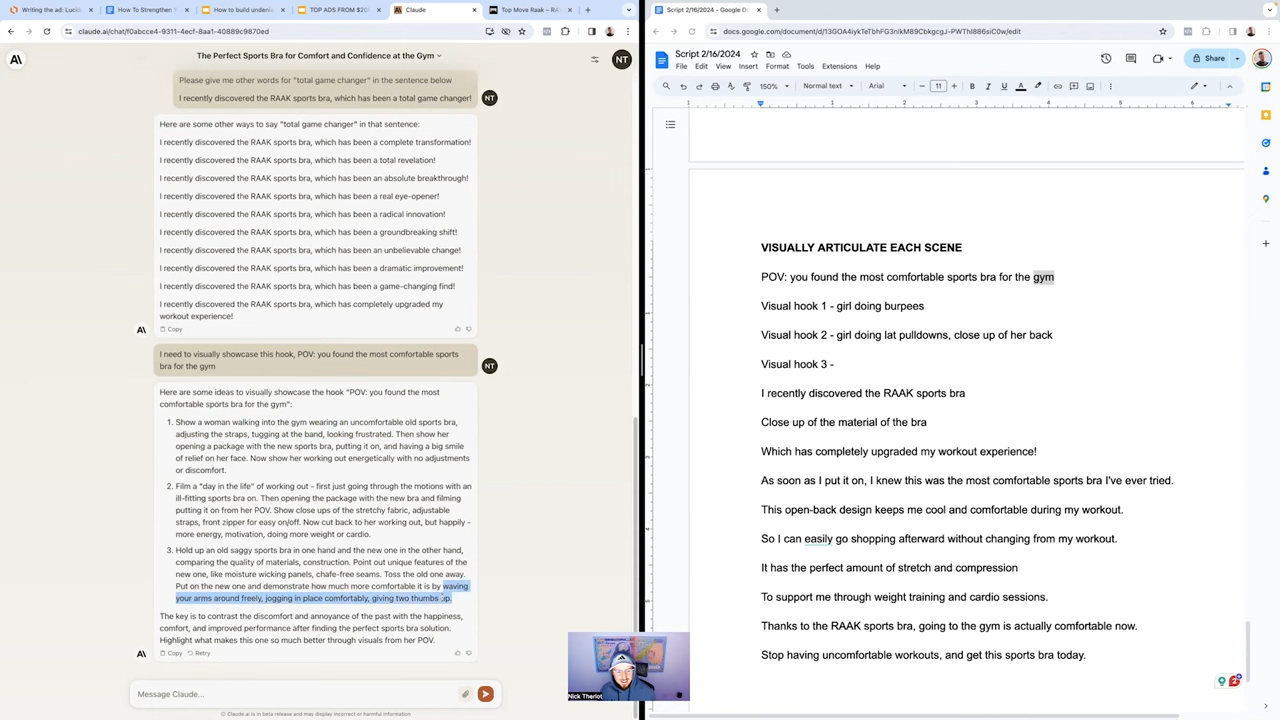 Writing the ad: Lucid
How To Strengthen
How to build undenia
TOP ADS FROM $20
Claude
Top Move Raak – RA
claude.ai/chat/f0abcce4-9311-4ecf-8aa1-40889c9870ed
The Perfect Sports Bra for Comfort and Confidence at the Gym
NT
Please give me other words for "total game changer" in the sentence below
I recently discovered the RAAK sports bra, which has been a total game changer!
NT
Here are some other ways to say "total game changer" in that sentence:
I recently discovered the RAAK sports bra, which has been a complete transformation!
I recently discovered the RAAK sports bra, which has been a total revelation!
I recently discovered the RAAK sports bra, which has been an absolute breakthrough!
I recently discovered the RAAK sports bra, which has been a real eye-opener!
I recently discovered the RAAK sports bra, which has been a radical innovation!
I recently discovered the RAAK sports bra, which has been a groundbreaking shift!
I recently discovered the RAAK sports bra, which has been an unbelievable change!
I recently discovered the RAAK sports bra, which has been a dramatic improvement!
I recently discovered the RAAK sports bra, which has been a game-changing find!
I recently discovered the RAAK sports bra, which has completely upgraded my
workout experience!
Copy
I need to visually showcase this hook, POV: you found the most comfortable sports
bra for the gym
NT
Here are some ideas to visually showcase the hook "POV: you found the most
comfortable sports bra for the gym":
1. Show a woman walking into the gym wearing an uncomfortable old sports bra,
adjusting the straps, tugging at the band, looking frustrated. Then show her
opening a package with the new sports bra, putting it on, and having a big smile
of relief on her face. Now show her working out energetically with no adjustments
or discomfort.
2. Film a "day in the life" of working out - first just going through the motions with an
ill-fitting sports bra on. Then opening the package with the new bra and filming
putting it on from her POV. Show close ups of the stretchy fabric, adjustable
straps, front zipper for easy on/off. Now cut back to her working out, but happily -
more energy, motivation, doing more weight or cardio.
3. Hold up an old saggy sports bra in one hand and the new one in the other hand,
comparing the quality of materials, construction. Point out unique features of the
new one, like moisture wicking panels, chafe-free seams. Toss the old one away.
Put on the new one and demonstrate how much more comfortable it is by waving
your arms around freely, jogging in place comfortably, giving two thumbs up.
The key is to contrast the discomfort and annoyance of the past with the happiness,
comfort, and improved performance after finding the perfect sports bra solution.
Highlight what makes this one so much better through visuals from her POV.
Copy Retry
Message Claude...
Claude.ai is in beta release and may display incorrect or harmful information
Nick Theriot
Script 2/16/2024 - Google Do
Script 2/16/2024
File Edit View Insert Format Tools Extensions Help
Share
150% Normal text Arial 11
1 2 3 4 5 6
VISUALLY ARTICULATE EACH SCENE
POV: you found the most comfortable sports bra for the gym
Visual hook 1 - girl doing burpees
Visual hook 2 - girl doing lat pulldowns, close up of her back
Visual hook 3 -
I recently discovered the RAAK sports bra
Close up of the material of the bra
Which has completely upgraded my workout experience!
As soon as I put it on, I knew this was the most comfortable sports bra I've ever tried.
This open-back design keeps me cool and comfortable during my workout.
So I can easily go shopping afterward without changing from my workout.
It has the perfect amount of stretch and compression
To support me through weight training and cardio sessions.
Thanks to the RAAK sports bra, going to the gym is actually comfortable now.
Stop having uncomfortable workouts, and get this sports bra today.